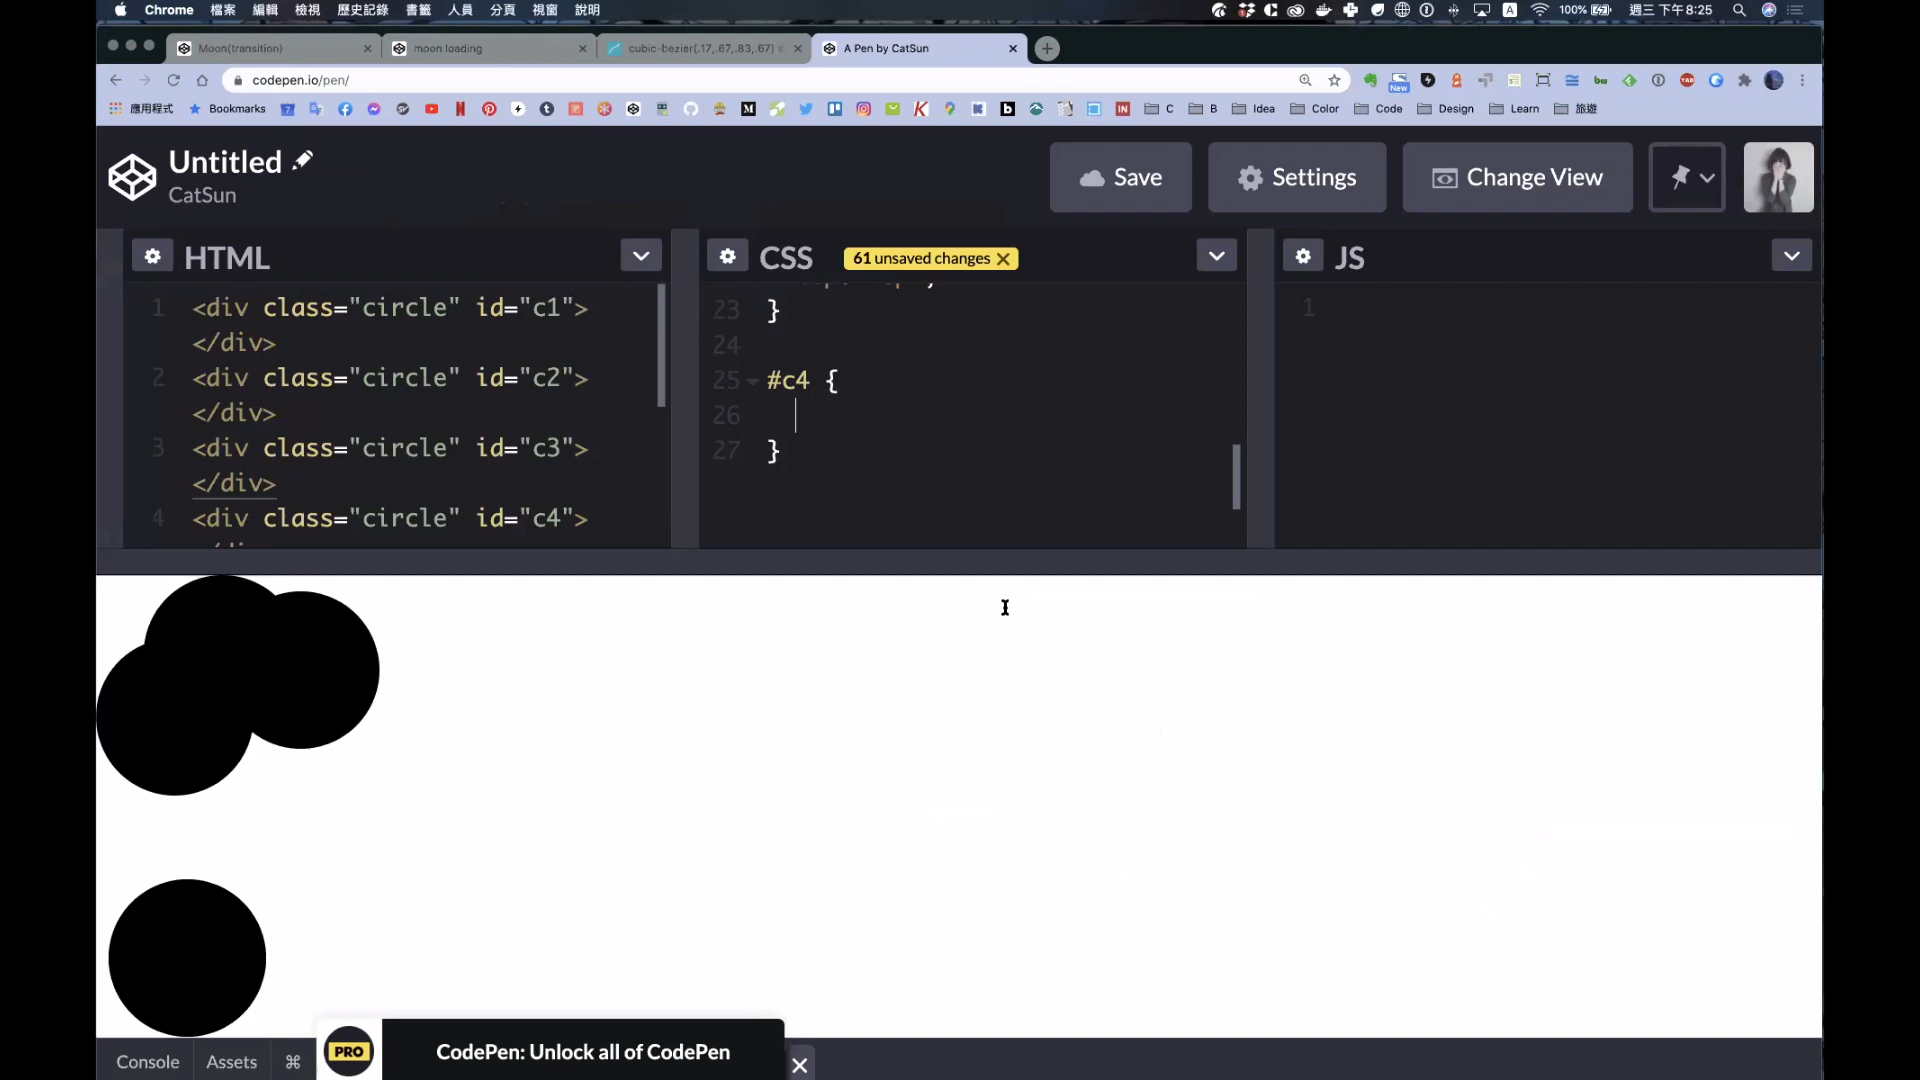 Chrome 檔案 編輯 檢視 歷史記錄 書籤 人員 分頁 視窗 說明 100% 週三下午8:25
Moon(transition) moon loading cubic-bezier(.17,.67,.83,.67) A Pen by CatSun
codepen.io/pen/
New
應用程式 Bookmarks C B Idea Color Code Design Learn 旅遊
Untitled
CatSun
Save Settings Change View
HTML
1 <div class="circle" id="c1">
</div>
2 <div class="circle" id="c2">
</div>
3 <div class="circle" id="c3">
</div>
4 <div class="circle" id="c4">
CSS 61 unsaved changes
23 }
24
25 #c4 {
26
27 }
JS
1
Console Assets ⌘
PRO CodePen: Unlock all of CodePen